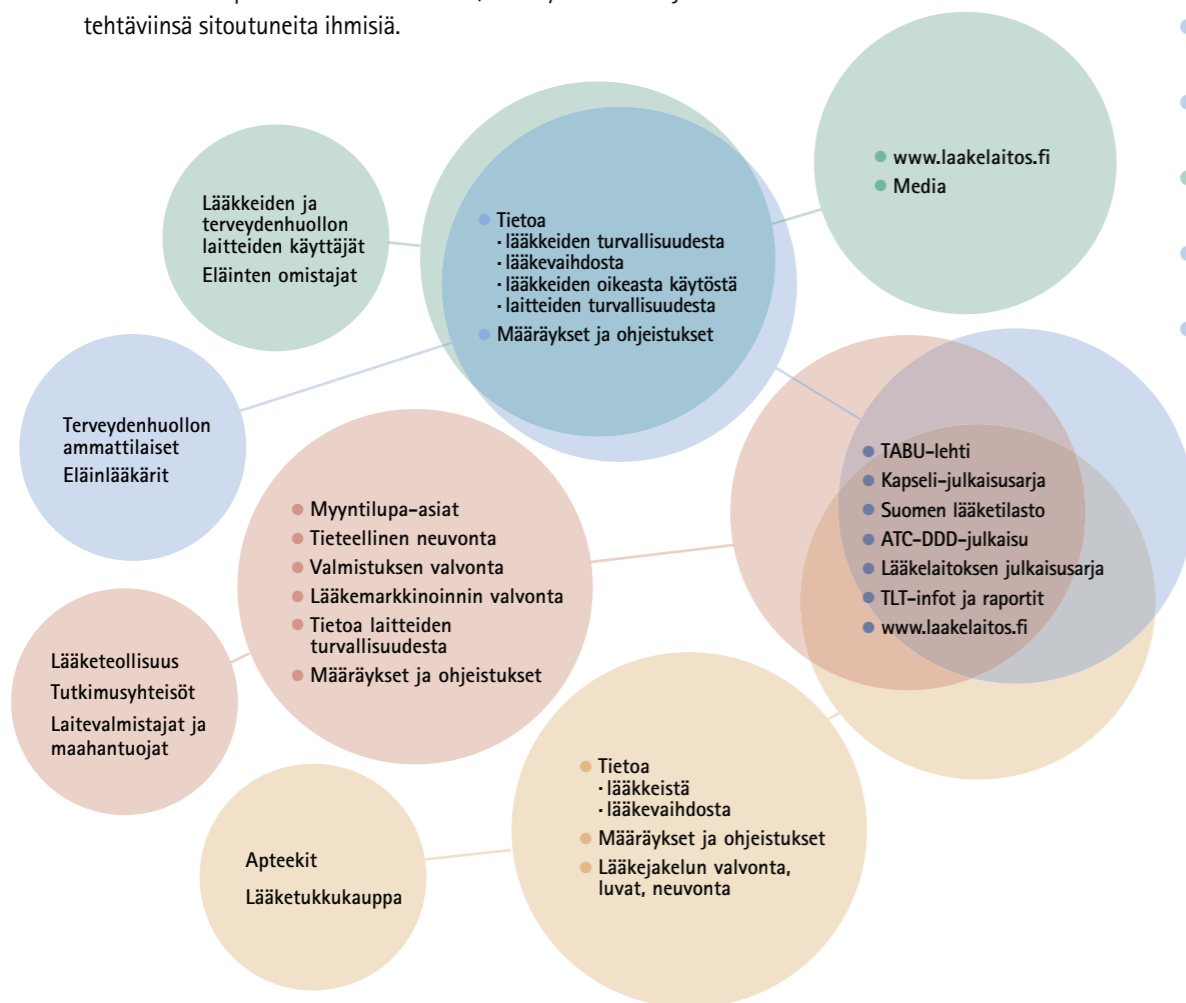 tehtäviinsä sitoutuneita ihmisiä.
Lääkkeiden ja
terveydenhuollon
laitteiden käyttäjät
Eläinten omistajat
• Tietoa
· lääkkeiden turvallisuudesta
· lääkevaihdosta
· lääkkeiden oikeasta käytöstä
· laitteiden turvallisuudesta
• Määräykset ja ohjeistukset
• www.laakelaitos.fi
• Media
Terveydenhuollon
ammattilaiset
Eläinlääkärit
• Myyntilupa-asiat
• Tieteellinen neuvonta
• Valmistuksen valvonta
• Lääkemarkkinoinnin valvonta
• Tietoa laitteiden
turvallisuudesta
• Määräykset ja ohjeistukset
• TABU-lehti
• Kapseli-julkaisusarja
• Suomen lääketilasto
• ATC-DDD-julkaisu
• Lääkelaitoksen julkaisusarja
• TLT-infot ja raportit
• www.laakelaitos.fi
Lääketeollisuus
Tutkimusyhteisöt
Laitevalmistajat ja
maahantuojat
• Tietoa
· lääkkeistä
· lääkevaihdosta
• Määräykset ja ohjeistukset
• Lääkejakelun valvonta,
luvat, neuvonta
Apteekit
Lääketukkukauppa